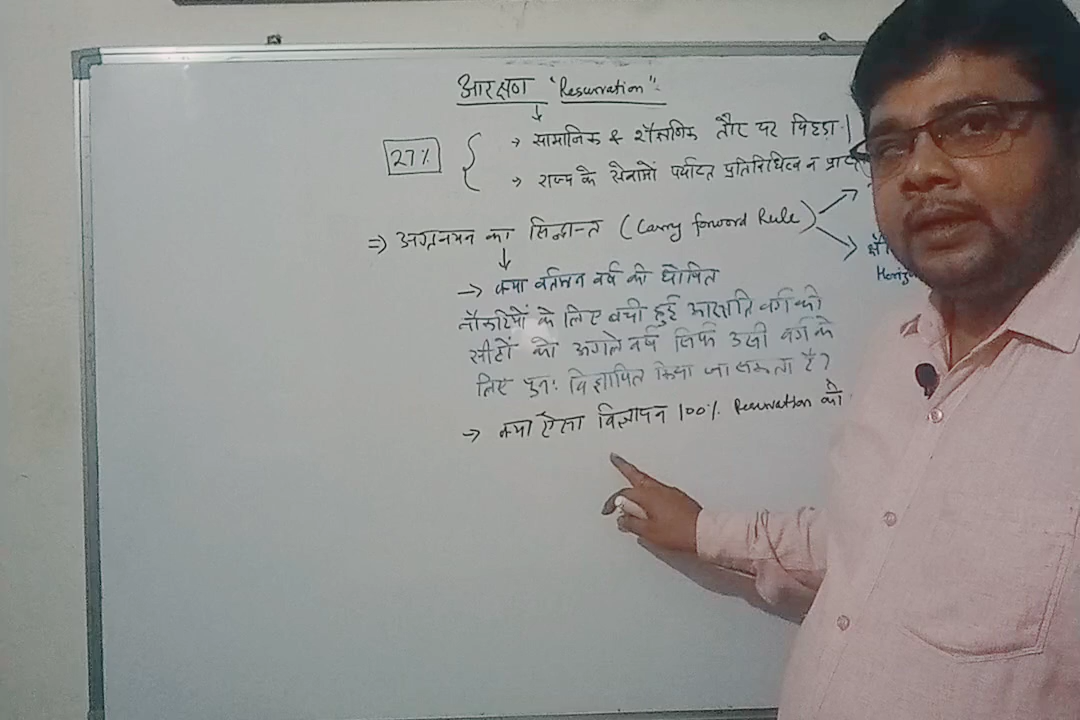 आरक्षण "Reservation":
27% { → सामाजिक & शैक्षणिक तौर पर पिछड़ा।
→ राज्य के सेवाओं पर्याप्त प्रतिनिधित्व न प्राप्त
⇒ अग्रनयन का सिद्धान्त (Carry forward Rule)
→ क्या वर्तमान वर्ष की घोषित
नौकरियों के लिए बची हुई आरक्षित वर्ग की
सीटों को अगले वर्ष सिर्फ उसी वर्ग के
लिए पुनः विज्ञापित किया जा सकता है?
→ क्या ऐसा विज्ञापन 100% Reservation को